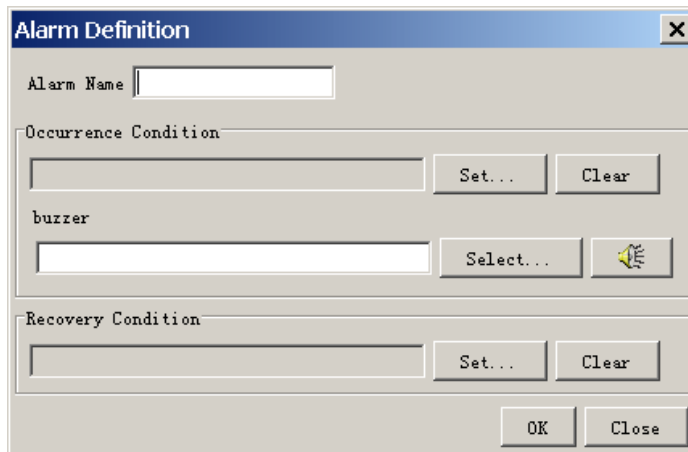 Alarm Definition
Alarm Name
Occurrence Condition
Set... Clear
buzzer
Select...
Recovery Condition
Set... Clear
OK Close